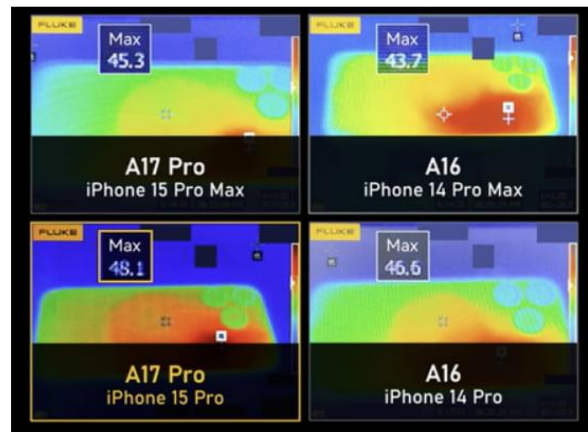 FLUKE
Max
45.3
A17 Pro
iPhone 15 Pro Max
FLUKE
Max
43.7
A16
iPhone 14 Pro Max
FLUKE
Max
48.1
A17 Pro
iPhone 15 Pro
FLUKE
Max
46.6
A16
iPhone 14 Pro